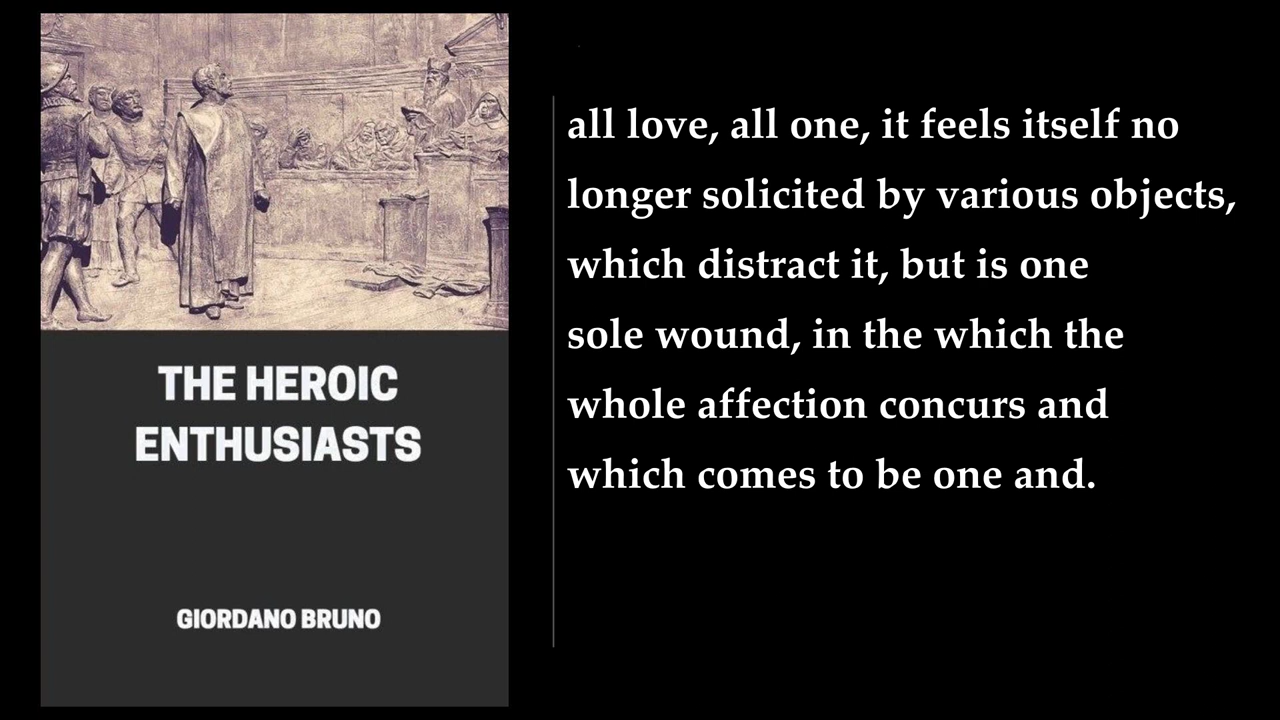 THE HEROIC
ENTHUSIASTS
GIORDANO BRUNO
all love, all one, it feels itself no
longer solicited by various objects,
which distract it, but is one
sole wound, in the which the
whole affection concurs and
which comes to be one and.